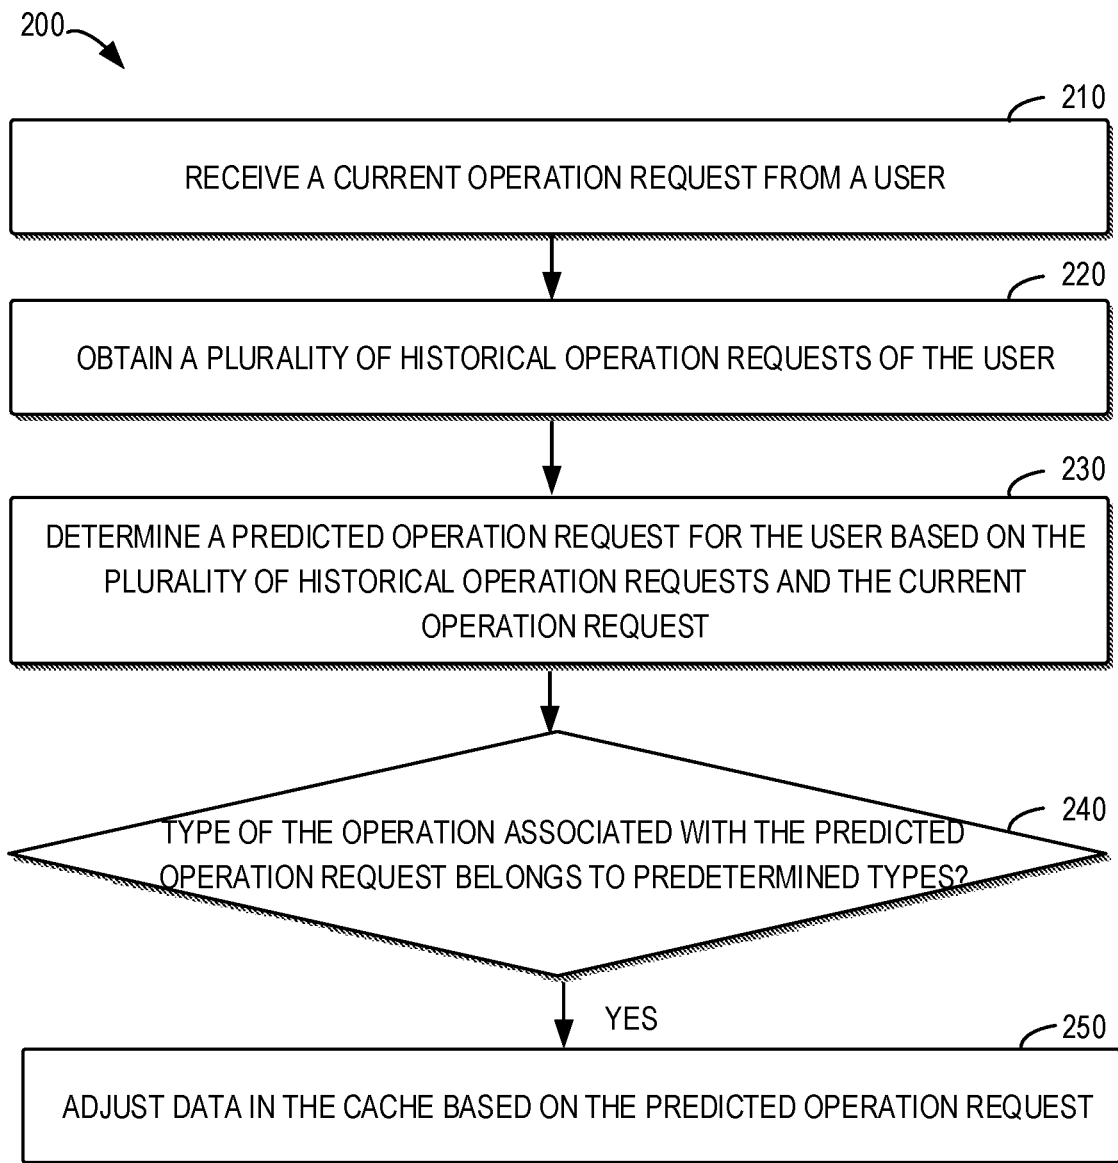 200
210
RECEIVE A CURRENT OPERATION REQUEST FROM A USER
220
OBTAIN A PLURALITY OF HISTORICAL OPERATION REQUESTS OF THE USER
230
DETERMINE A PREDICTED OPERATION REQUEST FOR THE USER BASED ON THE
PLURALITY OF HISTORICAL OPERATION REQUESTS AND THE CURRENT
OPERATION REQUEST
240
TYPE OF THE OPERATION ASSOCIATED WITH THE PREDICTED
OPERATION REQUEST BELONGS TO PREDETERMINED TYPES?
YES
250
ADJUST DATA IN THE CACHE BASED ON THE PREDICTED OPERATION REQUEST